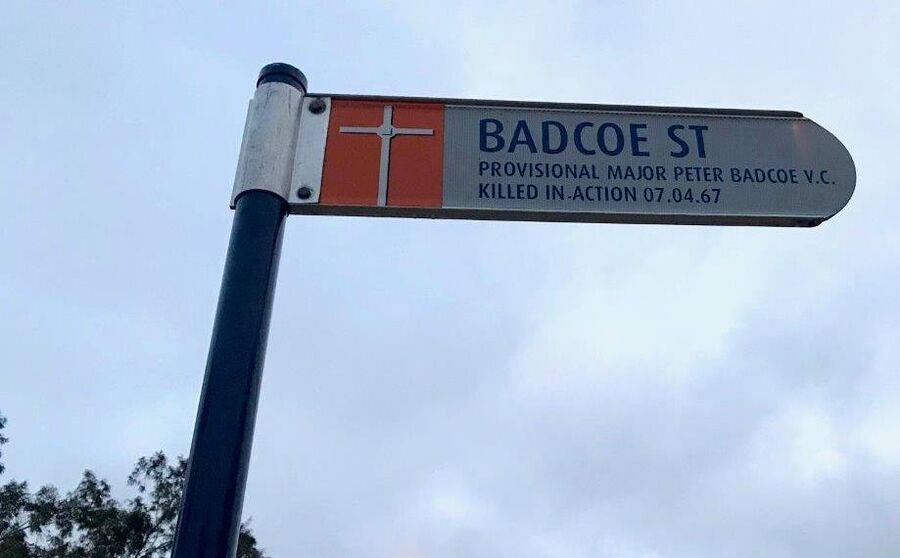 BADCOE ST
PROVISIONAL MAJOR PETER BADCOE V.C.
KILLED IN ACTION 07.04.67